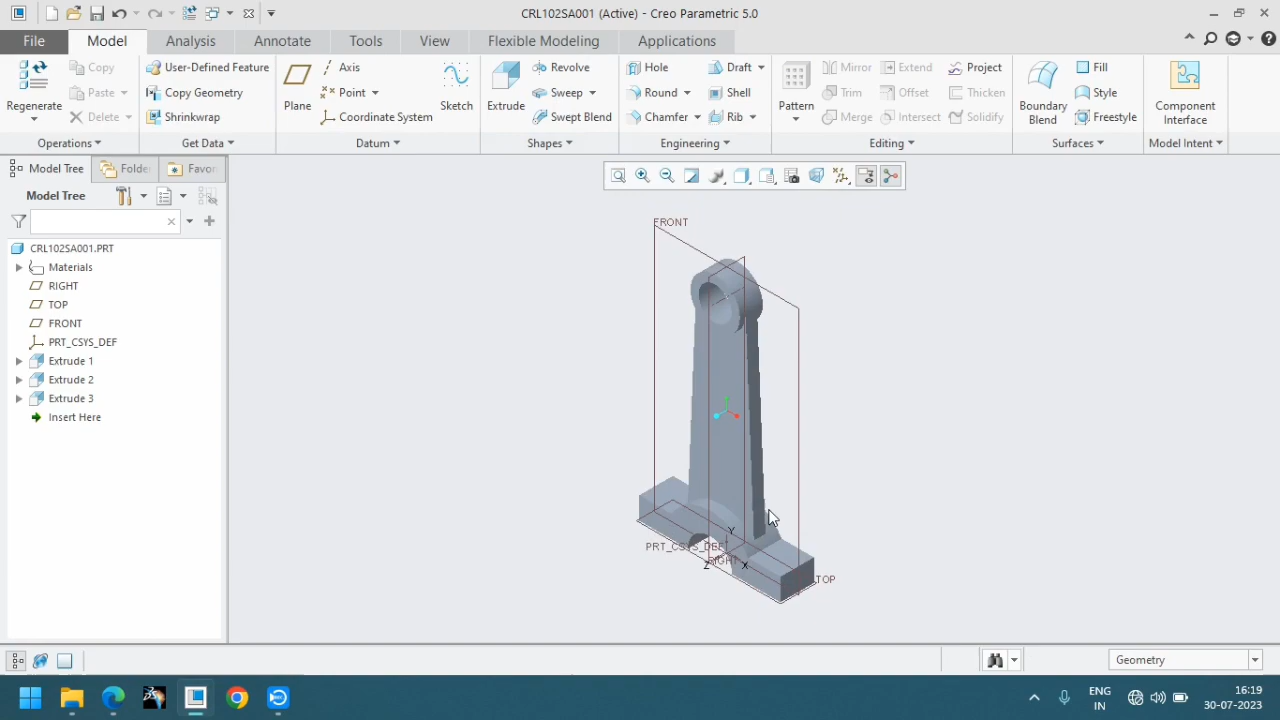 CRL102SA001 (Active) - Creo Parametric 5.0
File Model Analysis Annotate Tools View Flexible Modeling Applications
Regenerate
Copy
Paste
Delete
Operations
User-Defined Feature
Copy Geometry
Shrinkwrap
Get Data
Plane
Axis
Point
Coordinate System
Sketch
Datum
Extrude
Revolve
Sweep
Swept Blend
Shapes
Hole
Round
Chamfer
Draft
Shell
Rib
Engineering
Pattern
Mirror
Trim
Merge
Extend
Offset
Intersect
Project
Thicken
Solidify
Editing
Boundary
Blend
Fill
Style
Freestyle
Surfaces
Component
Interface
Model Intent
Model Tree
Folde
Favor
Model Tree
CRL102SA001.PRT
Materials
RIGHT
TOP
FRONT
PRT_CSYS_DEF
Extrude 1
Extrude 2
Extrude 3
Insert Here
FRONT
Y
PRT_CSYS_DEF
RIGHT
Z
X
TOP
Geometry
ENG
IN
16:19
30-07-2023